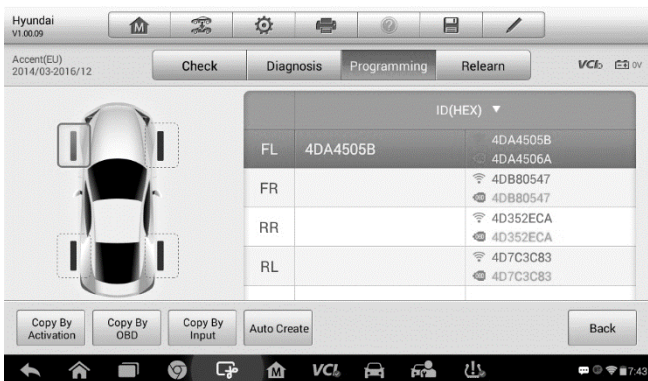 Hyundai
V1.00.09
M
Accent(EU)
2014/03-2016/12
Check
Diagnosis
Programming
Relearn
VCI
0V
ID(HEX) ▼
FL 4DA4505B 4DA4505B
4DA4506A
FR 4DB80547
4DB80547
RR 4D352ECA
4D352ECA
RL 4D7C3C83
4D7C3C83
Copy By
Activation
Copy By
OBD
Copy By
Input
Auto Create
Back
M
VCI
7:43